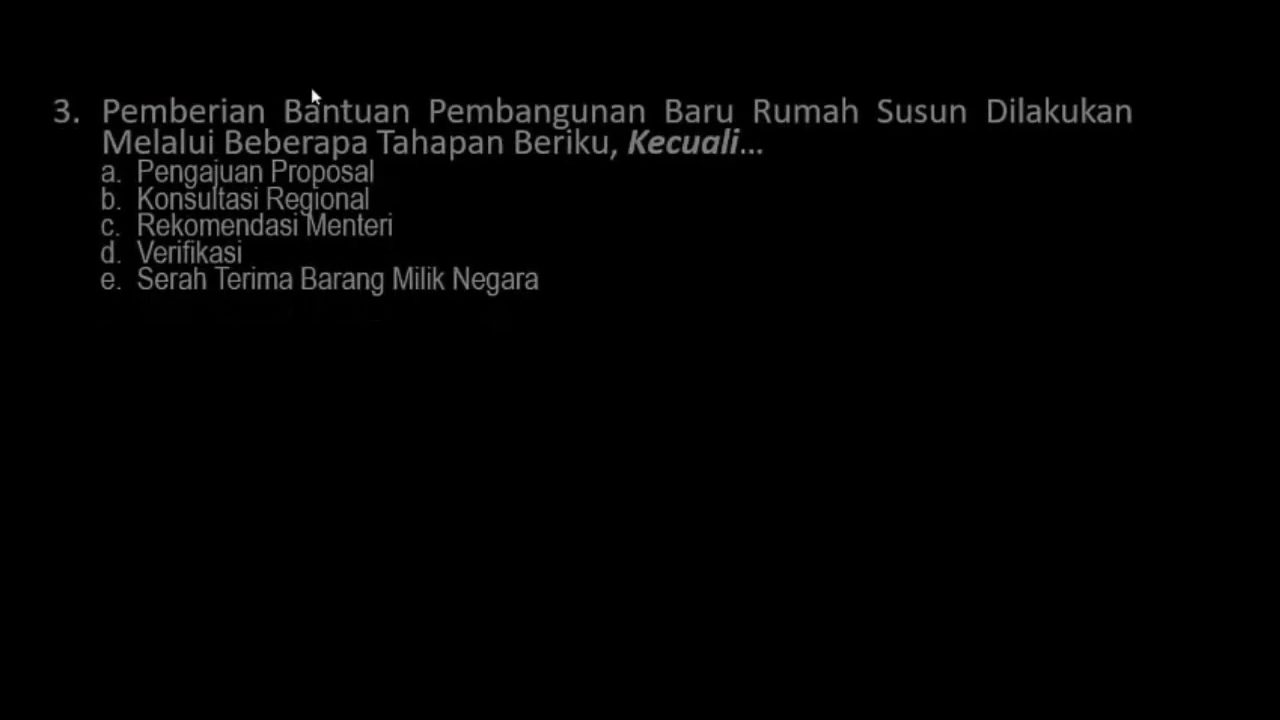 3. Pemberian Bantuan Pembangunan Baru Rumah Susun Dilakukan
Melalui Beberapa Tahapan Beriku, Kecuali...
a. Pengajuan Proposal
b. Konsultasi Regional
c. Rekomendasi Menteri
d. Verifikasi
e. Serah Terima Barang Milik Negara